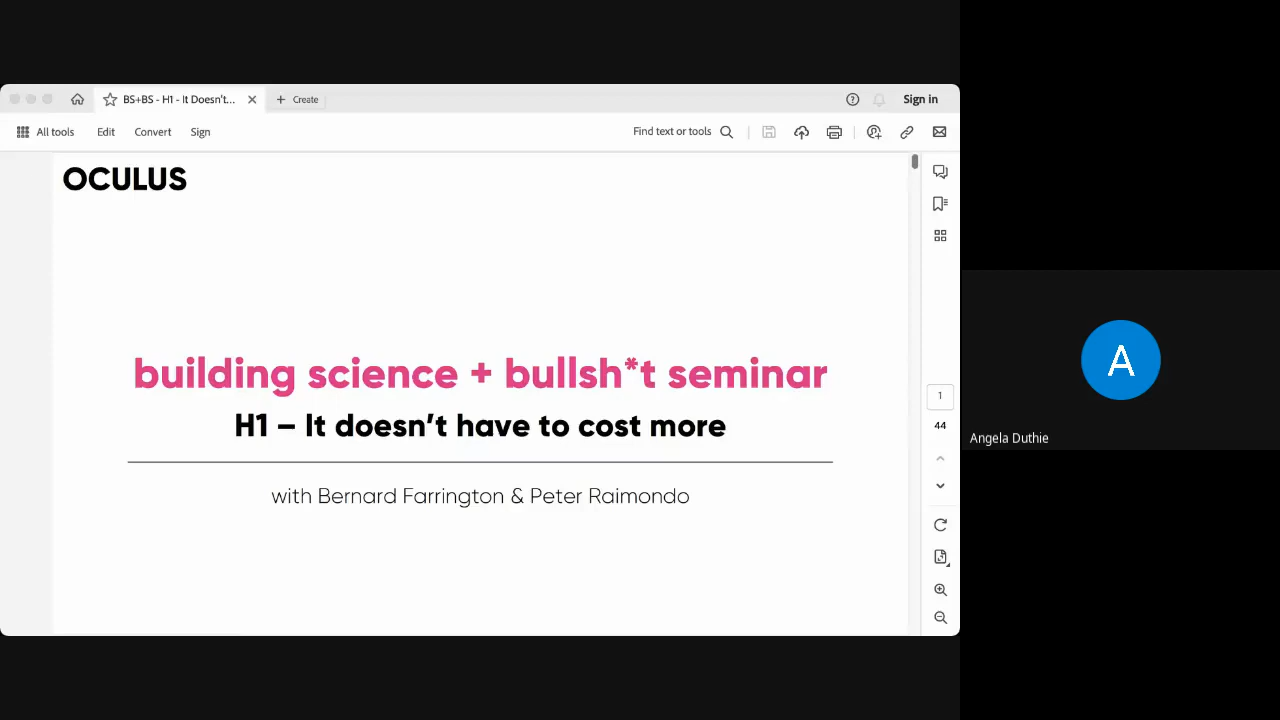 BS+BS - H1 - It Doesn't...
Create
Sign in
All tools
Edit
Convert
Sign
Find text or tools
OCULUS
building science + bullsh*t seminar
H1 – It doesn’t have to cost more
with Bernard Farrington & Peter Raimondo
1
44
A
Angela Duthie